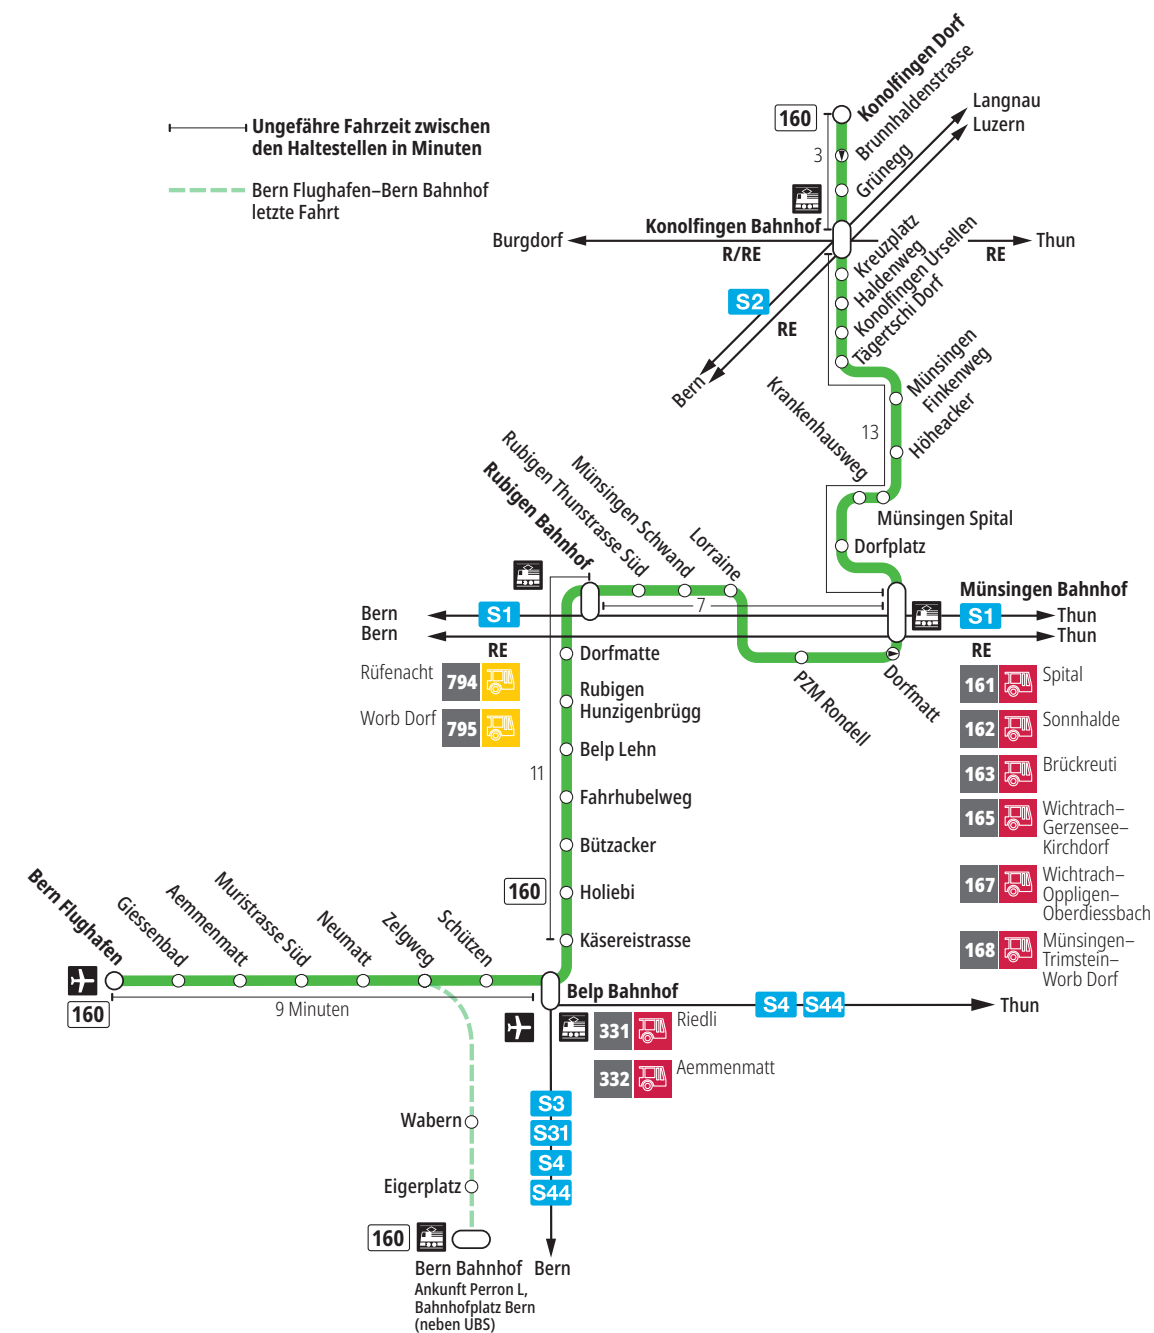 Ungefähre Fahrzeit zwischen
den Haltestellen in Minuten
Bern Flughafen–Bern Bahnhof
letzte Fahrt
160
Konolfingen Dorf
3
Brunnhaldenstrasse
Grünegg
Langnau
Luzern
Konolfingen Bahnhof
Burgdorf
R/RE
RE
Thun
Kreuzplatz
Haldenweg
Konolfingen Ursellen
Tägertschi Dorf
S2
RE
Bern
Münsingen
Finkenweg
Höheacker
13
Krankenhausweg
Münsingen Spital
Dorfplatz
Rubigen Bahnhof
Rubigen Thunstrasse Süd
Münsingen Schwand
Lorraine
7
Münsingen Bahnhof
Bern
S1
S1
Thun
Bern
Thun
RE
RE
PZM Rondell
Dorfmatt
Rüfenacht
794
Worb Dorf
795
161
Spital
162
Sonnhalde
163
Brückreuti
165
Wichtrach–
Gerzensee–
Kirchdorf
167
Wichtrach–
Oppligen–
Oberdiessbach
168
Münsingen–
Trimstein–
Worb Dorf
Dorfmatte
Rubigen
Hunzigenbrügg
Belp Lehn
11
Fahrhubelweg
Bützacker
160
Holiebi
Käsereistrasse
Bern Flughafen
Giessenbad
Aemmenmatt
Muristrasse Süd
Neumatt
Zelgweg
Schützen
160
9 Minuten
Belp Bahnhof
S4
S44
Thun
331
Riedli
332
Aemmenmatt
S3
S31
S4
S44
Bern
Wabern
Eigerplatz
160
Bern Bahnhof
Ankunft Perron L,
Bahnhofplatz Bern
(neben UBS)